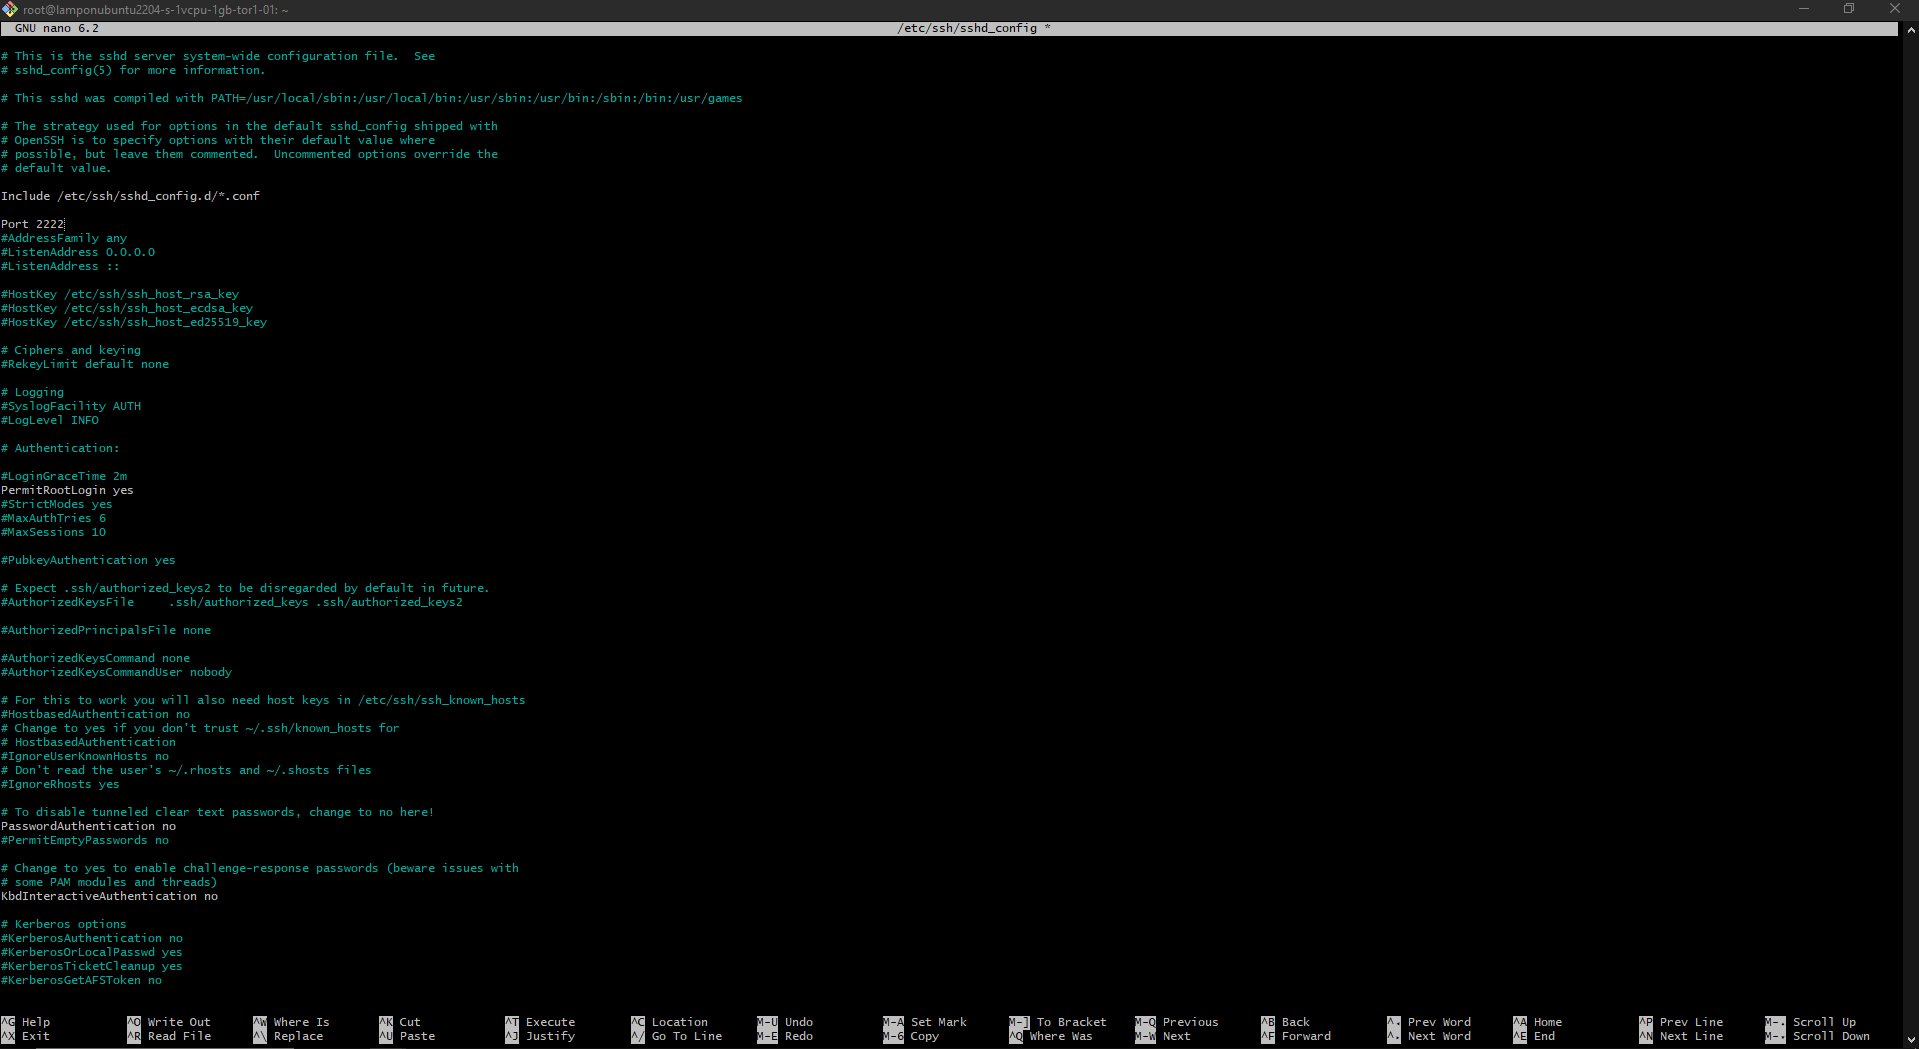 root@lamponubuntu2204-s-1vcpu-1gb-tor1-01: ~
GNU nano 6.2 /etc/ssh/sshd_config *
# This is the sshd server system-wide configuration file.  See
# sshd_config(5) for more information.
# This sshd was compiled with PATH=/usr/local/sbin:/usr/local/bin:/usr/sbin:/usr/bin:/sbin:/bin:/usr/games
# The strategy used for options in the default sshd_config shipped with
# OpenSSH is to specify options with their default value where
# possible, but leave them commented.  Uncommented options override the
# default value.
Include /etc/ssh/sshd_config.d/*.conf
Port 2222
#AddressFamily any
#ListenAddress 0.0.0.0
#ListenAddress ::
#HostKey /etc/ssh/ssh_host_rsa_key
#HostKey /etc/ssh/ssh_host_ecdsa_key
#HostKey /etc/ssh/ssh_host_ed25519_key
# Ciphers and keying
#RekeyLimit default none
# Logging
#SyslogFacility AUTH
#LogLevel INFO
# Authentication:
#LoginGraceTime 2m
PermitRootLogin yes
#StrictModes yes
#MaxAuthTries 6
#MaxSessions 10
#PubkeyAuthentication yes
# Expect .ssh/authorized_keys2 to be disregarded by default in future.
#AuthorizedKeysFile     .ssh/authorized_keys .ssh/authorized_keys2
#AuthorizedPrincipalsFile none
#AuthorizedKeysCommand none
#AuthorizedKeysCommandUser nobody
# For this to work you will also need host keys in /etc/ssh/ssh_known_hosts
#HostbasedAuthentication no
# Change to yes if you don't trust ~/.ssh/known_hosts for
# HostbasedAuthentication
#IgnoreUserKnownHosts no
# Don't read the user's ~/.rhosts and ~/.shosts files
#IgnoreRhosts yes
# To disable tunneled clear text passwords, change to no here!
PasswordAuthentication no
#PermitEmptyPasswords no
# Change to yes to enable challenge-response passwords (beware issues with
# some PAM modules and threads)
KbdInteractiveAuthentication no
# Kerberos options
#KerberosAuthentication no
#KerberosOrLocalPasswd yes
#KerberosTicketCleanup yes
#KerberosGetAFSToken no
^G Help ^O Write Out ^W Where Is ^K Cut ^T Execute ^C Location M-U Undo M-A Set Mark M-] To Bracket M-Q Previous ^B Back Prev Word ^A Home ^P Prev Line Scroll Up
^X Exit ^R Read File ^\ Replace ^U Paste ^J Justify ^/ Go To Line M-E Redo M-6 Copy ^Q Where Was M-W Next ^F Forward Next Word ^E End ^N Next Line Scroll Down